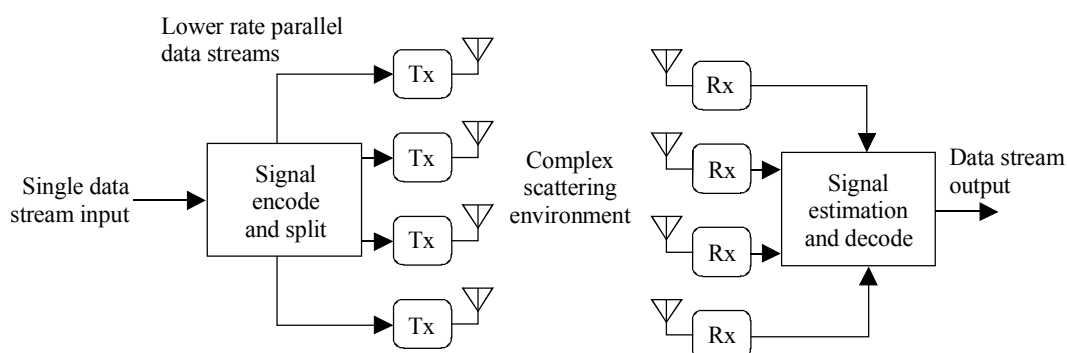 Lower rate parallel
data streams
Tx
Tx
Tx
Tx
Single data
stream input
Signal
encode
and split
Complex
scattering
environment
Rx
Rx
Rx
Rx
Signal
estimation
and decode
Data stream
output